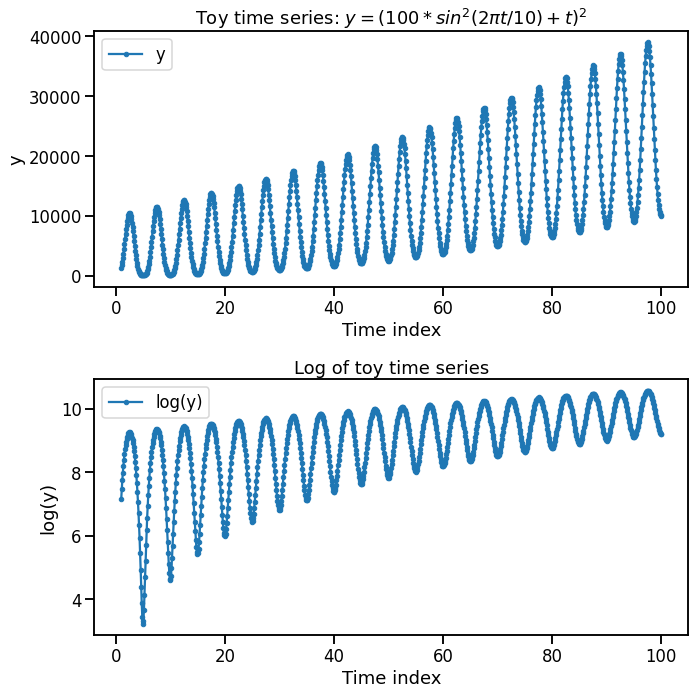 Toy time series: y = (100 * sin²(2πt/10) + t)²
y
40000
30000
20000
10000
0
y
0
20
40
60
80
100
Time index
Log of toy time series
log(y)
10
8
6
4
log(y)
0
20
40
60
80
100
Time index